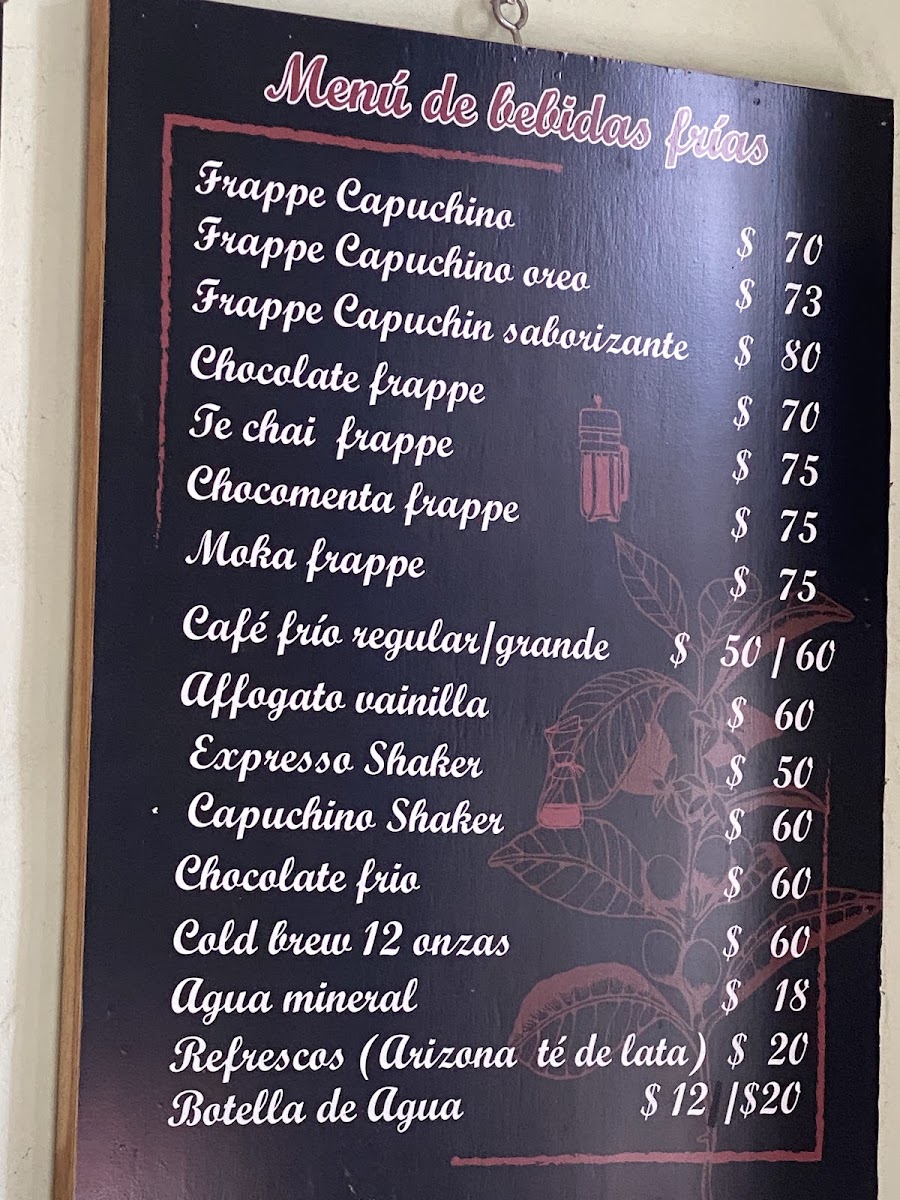 Menú de bebidas frías
Frappe Capuchino $ 70
Frappe Capuchino oreo $ 73
Frappe Capuchin saborizante $ 80
Chocolate frappe $ 70
Te chai frappe $ 75
Chocomenta frappe $ 75
Moka frappe $ 75
Café frío regular/grande $ 50 / 60
Affogato vainilla $ 60
Expresso Shaker $ 50
Capuchino Shaker $ 60
Chocolate frio $ 60
Cold brew 12 onzas $ 60
Agua mineral $ 18
Refrescos (Arizona té de lata) $ 20
Botella de Agua $ 12 /$20